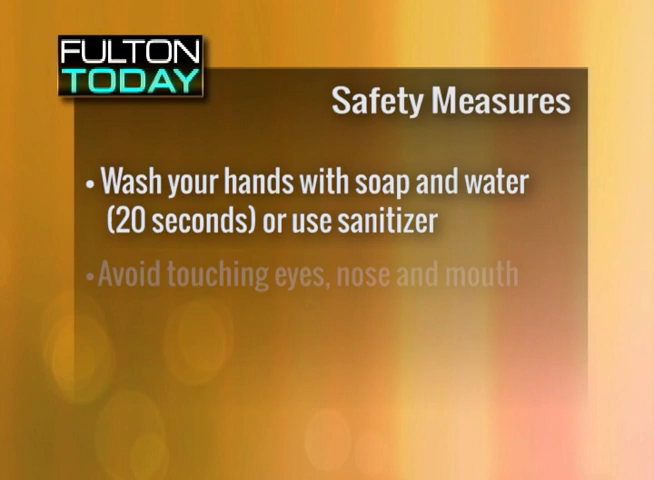 FULTON
TODAY
Safety Measures
• Wash your hands with soap and water
(20 seconds) or use sanitizer
• Avoid touching eyes, nose and mouth